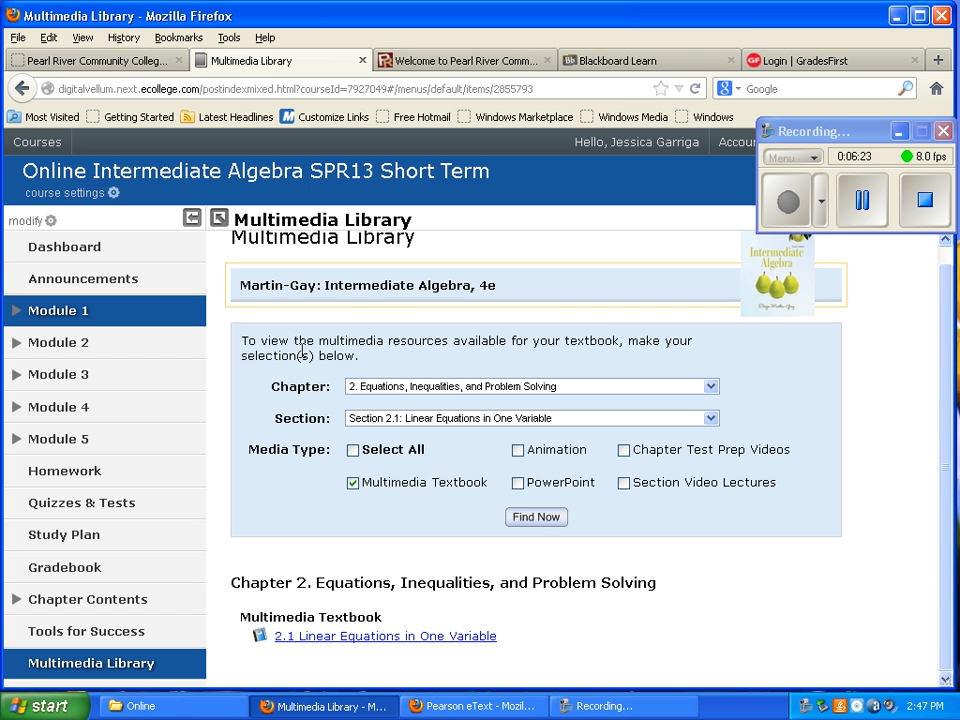 Multimedia Library - Mozilla Firefox
File Edit View History Bookmarks Tools Help
Pearl River Community Colleg... Multimedia Library Welcome to Pearl River Comm... Bb Blackboard Learn GF Login | GradesFirst
digitalvellum.next.ecollege.com/postindexmixed.html?courseId=7927049#/menus/default/items/2855793 Google
Most Visited Getting Started Latest Headlines Customize Links Free Hotmail Windows Marketplace Windows Media Windows
Recording...
Menu 0:06:23 8.0 fps
Courses Hello, Jessica Garriga Accou
Online Intermediate Algebra SPR13 Short Term
course settings
modify
Multimedia Library
Multimedia Library
Dashboard
Announcements
Module 1
Module 2
Module 3
Module 4
Module 5
Homework
Quizzes & Tests
Study Plan
Gradebook
Chapter Contents
Tools for Success
Multimedia Library
Martin-Gay: Intermediate Algebra, 4e
Intermediate
Algebra
To view the multimedia resources available for your textbook, make your
selection(s) below.
Chapter: 2. Equations, Inequalities, and Problem Solving
Section: Section 2.1: Linear Equations in One Variable
Media Type: Select All Animation Chapter Test Prep Videos
Multimedia Textbook PowerPoint Section Video Lectures
Find Now
Chapter 2. Equations, Inequalities, and Problem Solving
Multimedia Textbook
2.1 Linear Equations in One Variable
start Online Multimedia Library - M... Pearson eText - Mozil... Recording... 2:47 PM